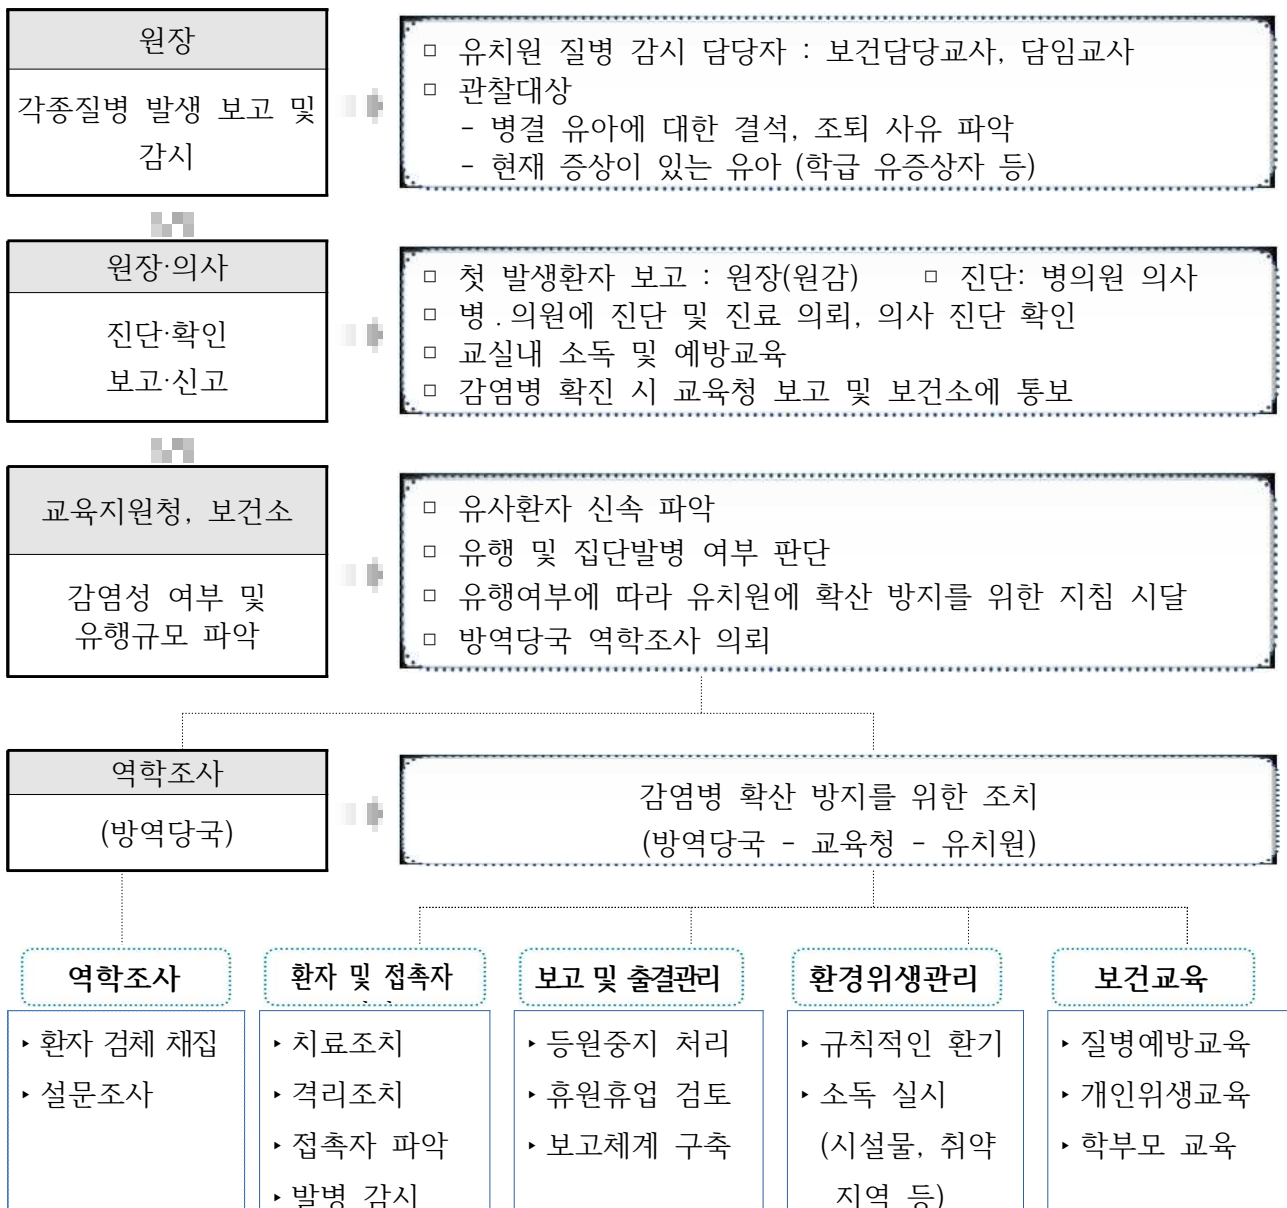 원장
각종질병 발생 보고 및
감시
▫ 유치원 질병 감시 담당자 : 보건담당교사, 담임교사
▫ 관찰대상
- 병결 유아에 대한 결석, 조퇴 사유 파악
- 현재 증상이 있는 유아 (학급 유증상자 등)
원장·의사
진단·확인
보고·신고
▫ 첫 발생환자 보고 : 원장(원감) ▫ 진단: 병의원 의사
▫ 병.의원에 진단 및 진료 의뢰, 의사 진단 확인
▫ 교실내 소독 및 예방교육
▫ 감염병 확진 시 교육청 보고 및 보건소에 통보
교육지원청, 보건소
감염성 여부 및
유행규모 파악
▫ 유사환자 신속 파악
▫ 유행 및 집단발병 여부 판단
▫ 유행여부에 따라 유치원에 확산 방지를 위한 지침 시달
▫ 방역당국 역학조사 의뢰
역학조사
(방역당국)
감염병 확산 방지를 위한 조치
(방역당국 - 교육청 - 유치원)
역학조사
‣환자 검체 채집
‣설문조사
환자 및 접촉자
‣치료조치
‣격리조치
‣접촉자 파악
‣발병 감시
보고 및 출결관리
‣등원중지 처리
‣휴원휴업 검토
‣보고체계 구축
환경위생관리
‣규칙적인 환기
‣소독 실시
(시설물, 취약
지역 등)
보건교육
‣질병예방교육
‣개인위생교육
‣학부모 교육